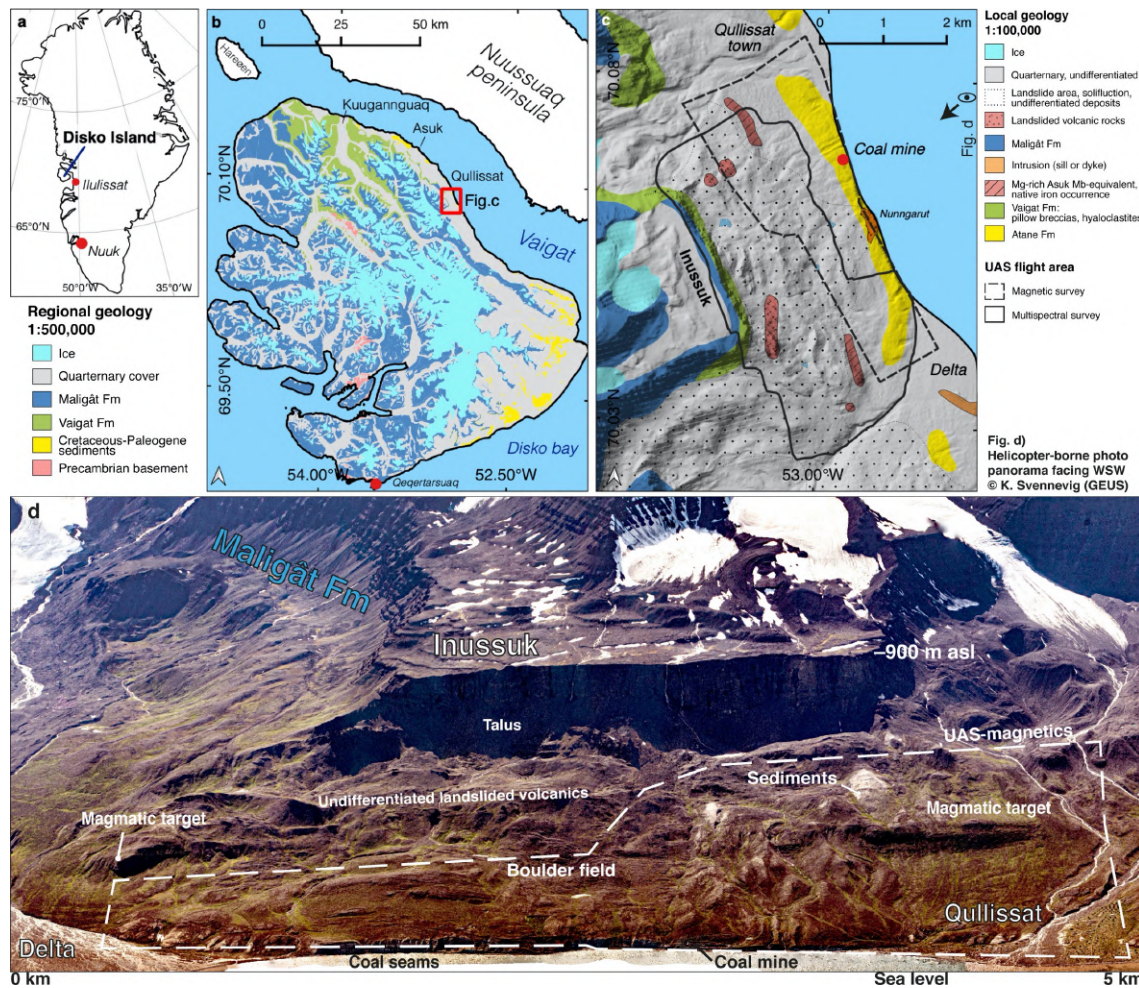 a
75°0'N
Disko Island
Ilulissat
65°0'N
Nuuk
50°0'W
35°0'W
Regional geology
1:500,000
Ice
Quaternary cover
Maligât Fm
Vaigat Fm
Cretaceous-Paleogene
sediments
Precambrian basement
b
0 25 50 km
Hareøen
Nuussuaq
peninsula
Kuugannguaq
Asuk
Qullissat
Fig.c
70.10°N
Vaigat
69.50°N
Disko bay
54.00°W
52.50°W
Qeqertarsuaq
c
0 1 2 km
Qullissat
town
70.08°N
Fig. d
Coal mine
Nunngarut
Inussuk
Delta
70.03°N
53.00°W
Local geology
1:100,000
Ice
Quaternary, undifferentiated
Landslide area, solifluction,
undifferentiated deposits
Landslided volcanic rocks
Maligât Fm
Intrusion (sill or dyke)
Mg-rich Asuk Mb-equivalent,
native iron occurrence
Vaigat Fm:
pillow breccias, hyaloclastites
Atane Fm
UAS flight area
Magnetic survey
Multispectral survey
Fig. d)
Helicopter-borne photo
panorama facing WSW
© K. Svennevig (GEUS)
d
Maligât Fm
Inussuk
–900 m asl
Talus
UAS-magnetics
Sediments
Undifferentiated landslided volcanics
Magmatic target
Magmatic target
Boulder field
Qullissat
Delta
Coal seams
Coal mine
0 km
Sea level
5 km